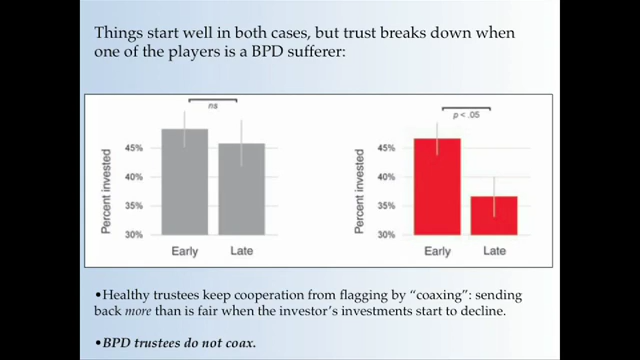 Things start well in both cases, but trust breaks down when
one of the players is a BPD sufferer:
ns
Percent invested
45%
40%
35%
30%
Early Late
p < .05
Percent invested
45%
40%
35%
30%
Early Late
•Healthy trustees keep cooperation from flagging by “coaxing”: sending
back more than is fair when the investor’s investments start to decline.
•BPD trustees do not coax.